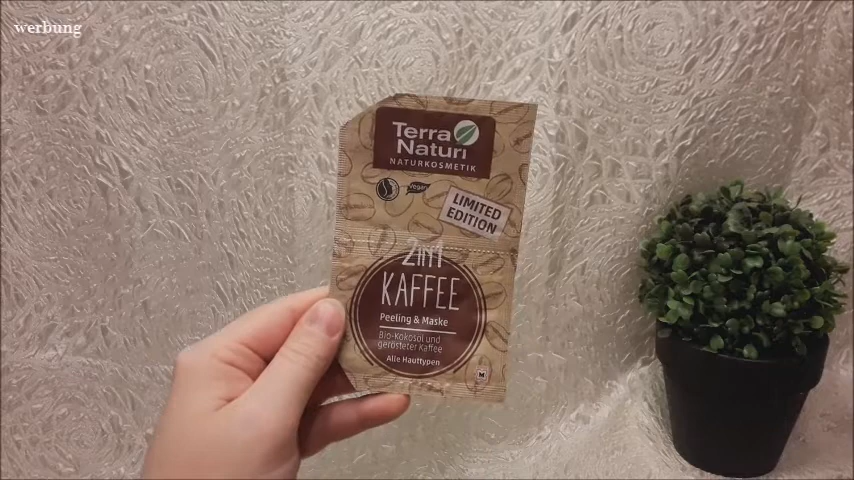 werbung
Terra
Naturi
NATURKOSMETIK
Vegan
LIMITED
EDITION
2in1
KAFFEE
Peeling & Maske
Bio-Kokosöl und
gerösteter Kaffee
Alle Hauttypen
M